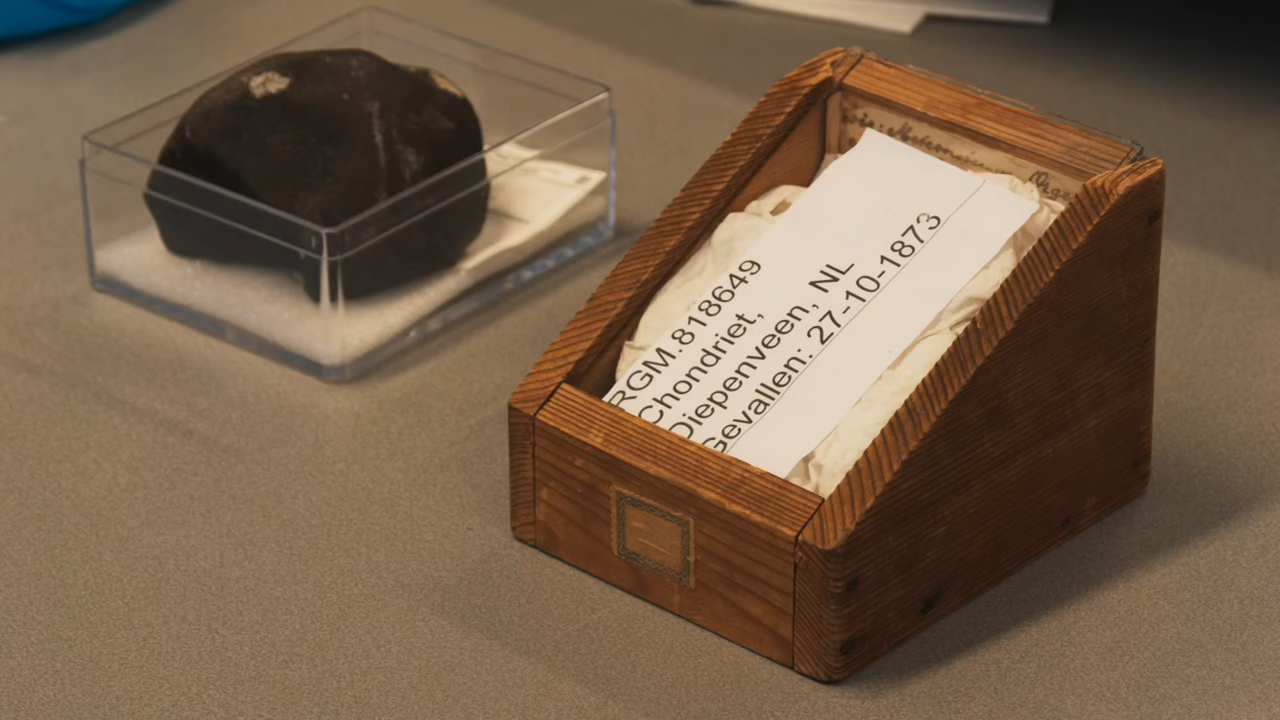 RGM.818649
Chondriet,
Diepenveen, NL
Gevallen: 27-10-1873